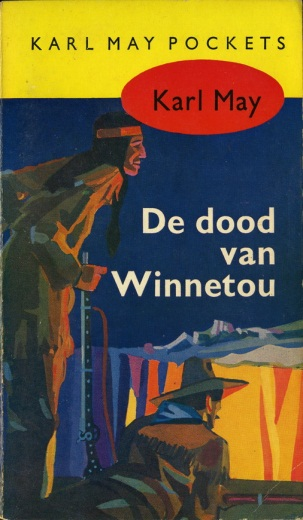 KARL MAY POCKETS
Karl May
De dood
van
Winnetou